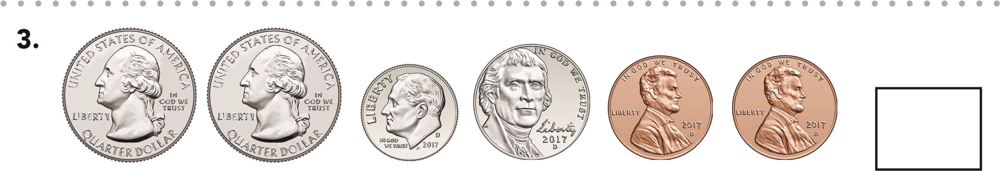 3.
UNITED STATES OF AMERICA
IN
GOD WE
TRUST
LIBERTY
QUARTER DOLLAR
UNITED STATES OF AMERICA
IN
GOD WE
TRUST
LIBERTY
QUARTER DOLLAR
LIBERTY
IN GOD
WE TRUST
D
2017
IN GOD WE TRUST
Liberty
2017
D
IN GOD WE TRUST
LIBERTY
2017
D
IN GOD WE TRUST
LIBERTY
2017
D